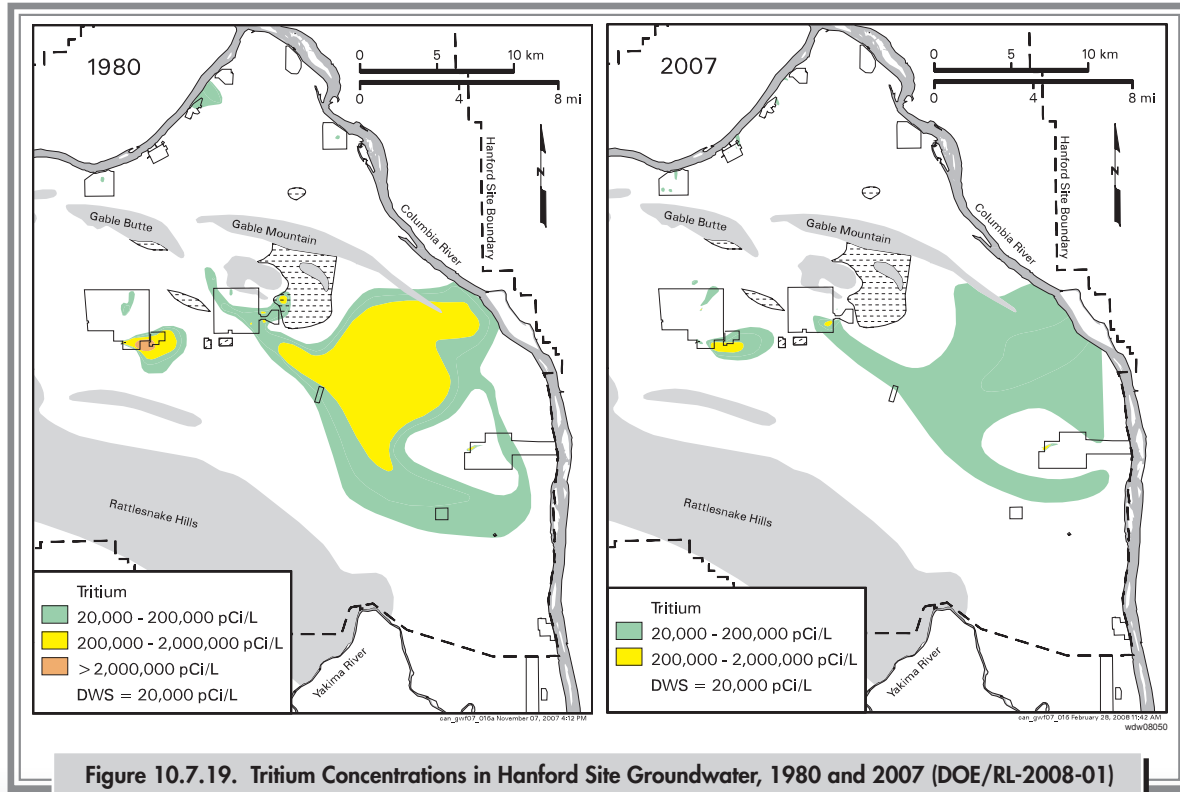 1980
0 5 10 km
0 4 8 mi
N
Hanford Site Boundary
Columbia River
Gable Butte
Gable Mountain
Rattlesnake Hills
Yakima River
Tritium
20,000 - 200,000 pCi/L
200,000 - 2,000,000 pCi/L
>2,000,000 pCi/L
DWS = 20,000 pCi/L
can_gwf07_016a November 07, 2007 4:12 PM
2007
0 5 10 km
0 4 8 mi
N
Hanford Site Boundary
Columbia River
Gable Butte
Gable Mountain
Rattlesnake Hills
Yakima River
Tritium
20,000 - 200,000 pCi/L
200,000 - 2,000,000 pCi/L
DWS = 20,000 pCi/L
can_gwf07_016 February 28, 2008 11:42 AM
wdw08050
Figure 10.7.19. Tritium Concentrations in Hanford Site Groundwater, 1980 and 2007 (DOE/RL-2008-01)